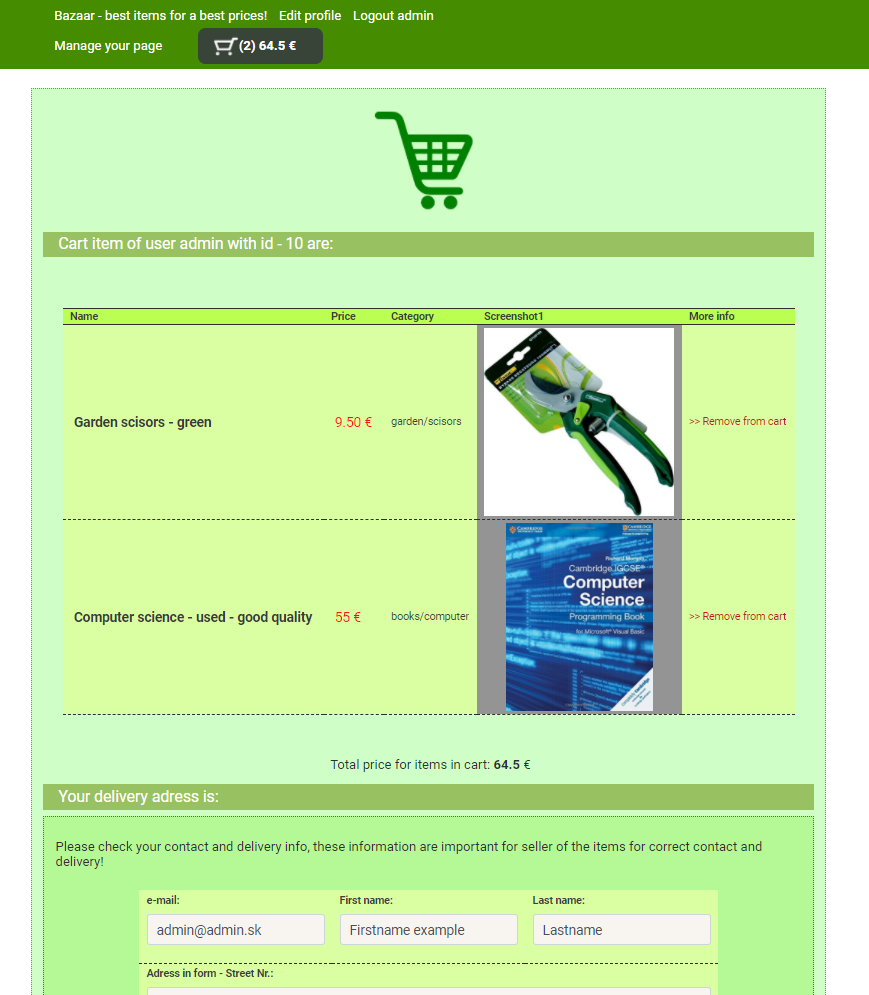 Bazaar - best items for a best prices! Edit profile Logout admin
Manage your page (2) 64.5 €
Cart item of user admin with id - 10 are:
Name Price Category Screenshot1 More info
Garden scisors - green 9.50 € garden/scisors >> Remove from cart
Computer science - used - good quality 55 € books/computer >> Remove from cart
CAMBRIDGE CAMBRIDGE
Cambridge IGCSE®
Computer
Science
Programming Book
for Microsoft® Visual Basic
Total price for items in cart: 64.5 €
Your delivery adress is:
Please check your contact and delivery info, these information are important for seller of the items for correct contact and
delivery!
e-mail: First name: Last name:
admin@admin.sk Firstname example Lastname
Adress in form - Street Nr.: